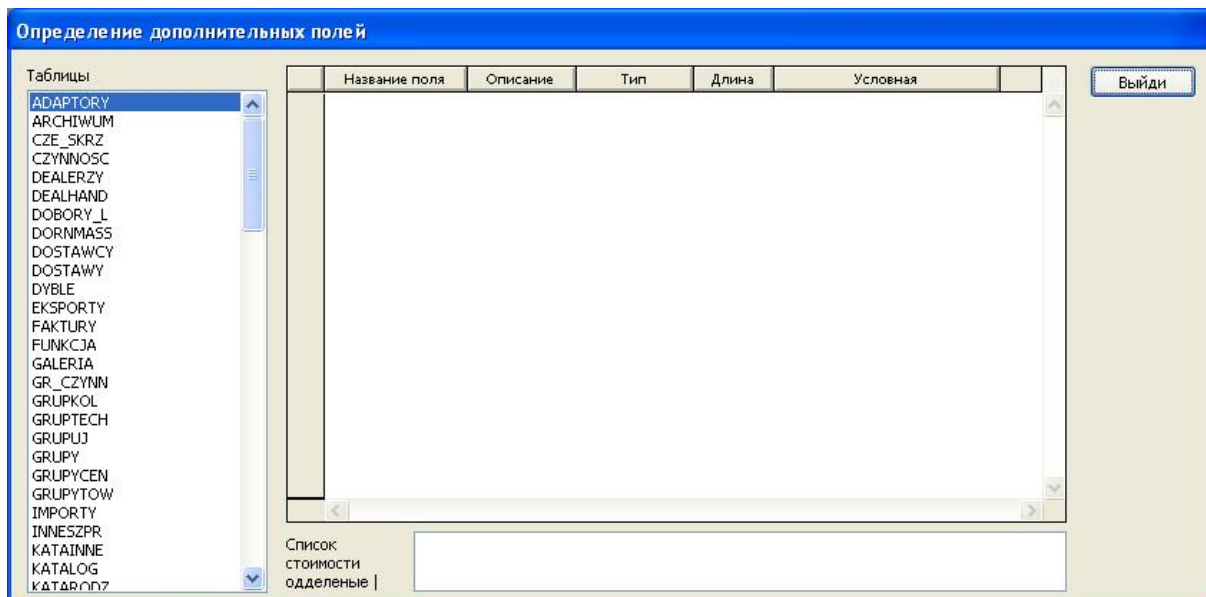 Определение дополнительных полей
Таблицы
Название поля Описание Тип Длина Условная
Выйди
ADAPTORY
ARCHIWUM
CZE_SKRZ
CZYNNOSC
DEALERZY
DEALHAND
DOBORY_L
DORNMASS
DOSTAWCY
DOSTAWY
DYBLE
EKSPORTY
FAKTURY
FUNKCJA
GALERIA
GR_CZYNN
GRUPKOL
GRUPTECH
GRUPUJ
GRUPY
GRUPYCEN
GRUPYTOW
IMPORTY
INNESZPR
KATAINNE
KATALOG
KATARODZ
Список
стоимости
одделеные |